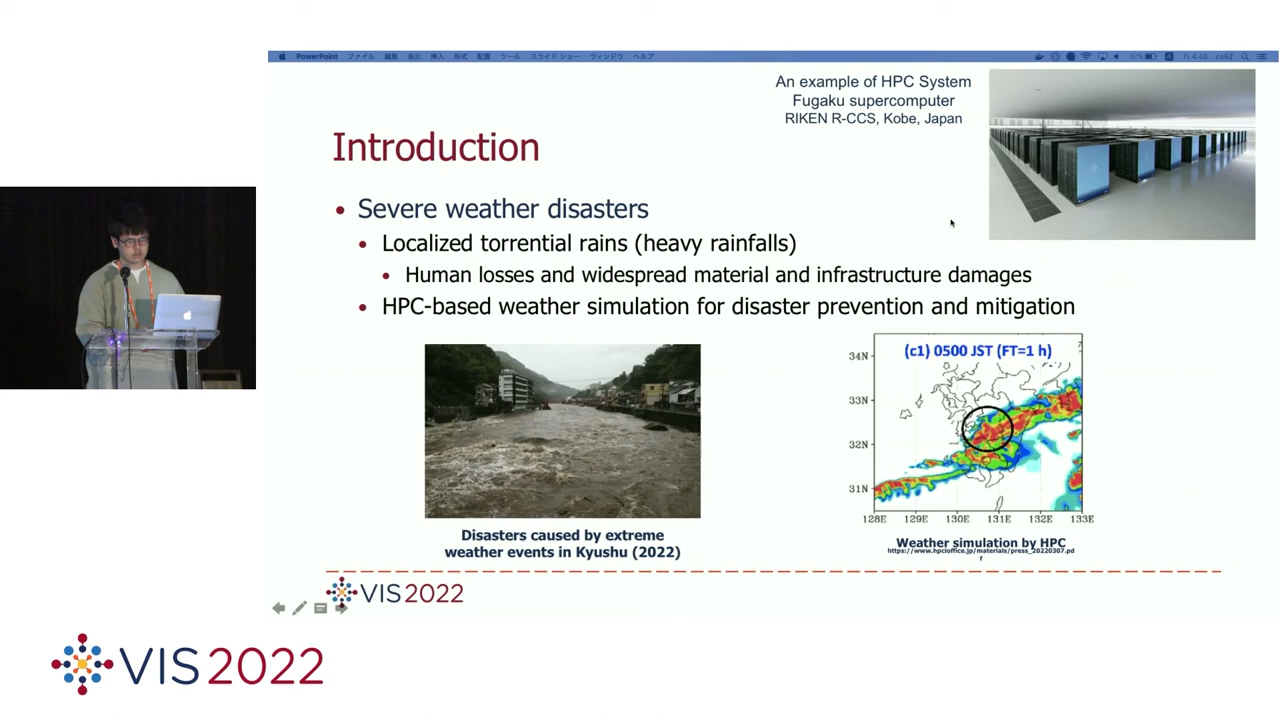 PowerPoint ファイル 編集 表示 挿入 形式 配置 ツール スライド ショー ウィンドウ ヘルプ
An example of HPC System
Fugaku supercomputer
RIKEN R-CCS, Kobe, Japan
Introduction
Severe weather disasters
Localized torrential rains (heavy rainfalls)
Human losses and widespread material and infrastructure damages
HPC-based weather simulation for disaster prevention and mitigation
(c1) 0500 JST (FT=1 h)
34N
33N
32N
31N
128E 129E 130E 131E 132E 133E
Disasters caused by extreme
weather events in Kyushu (2022)
Weather simulation by HPC
https://www.hpcioffice.jp/materials/press_20220307.pd
f
VIS2022
VIS2022